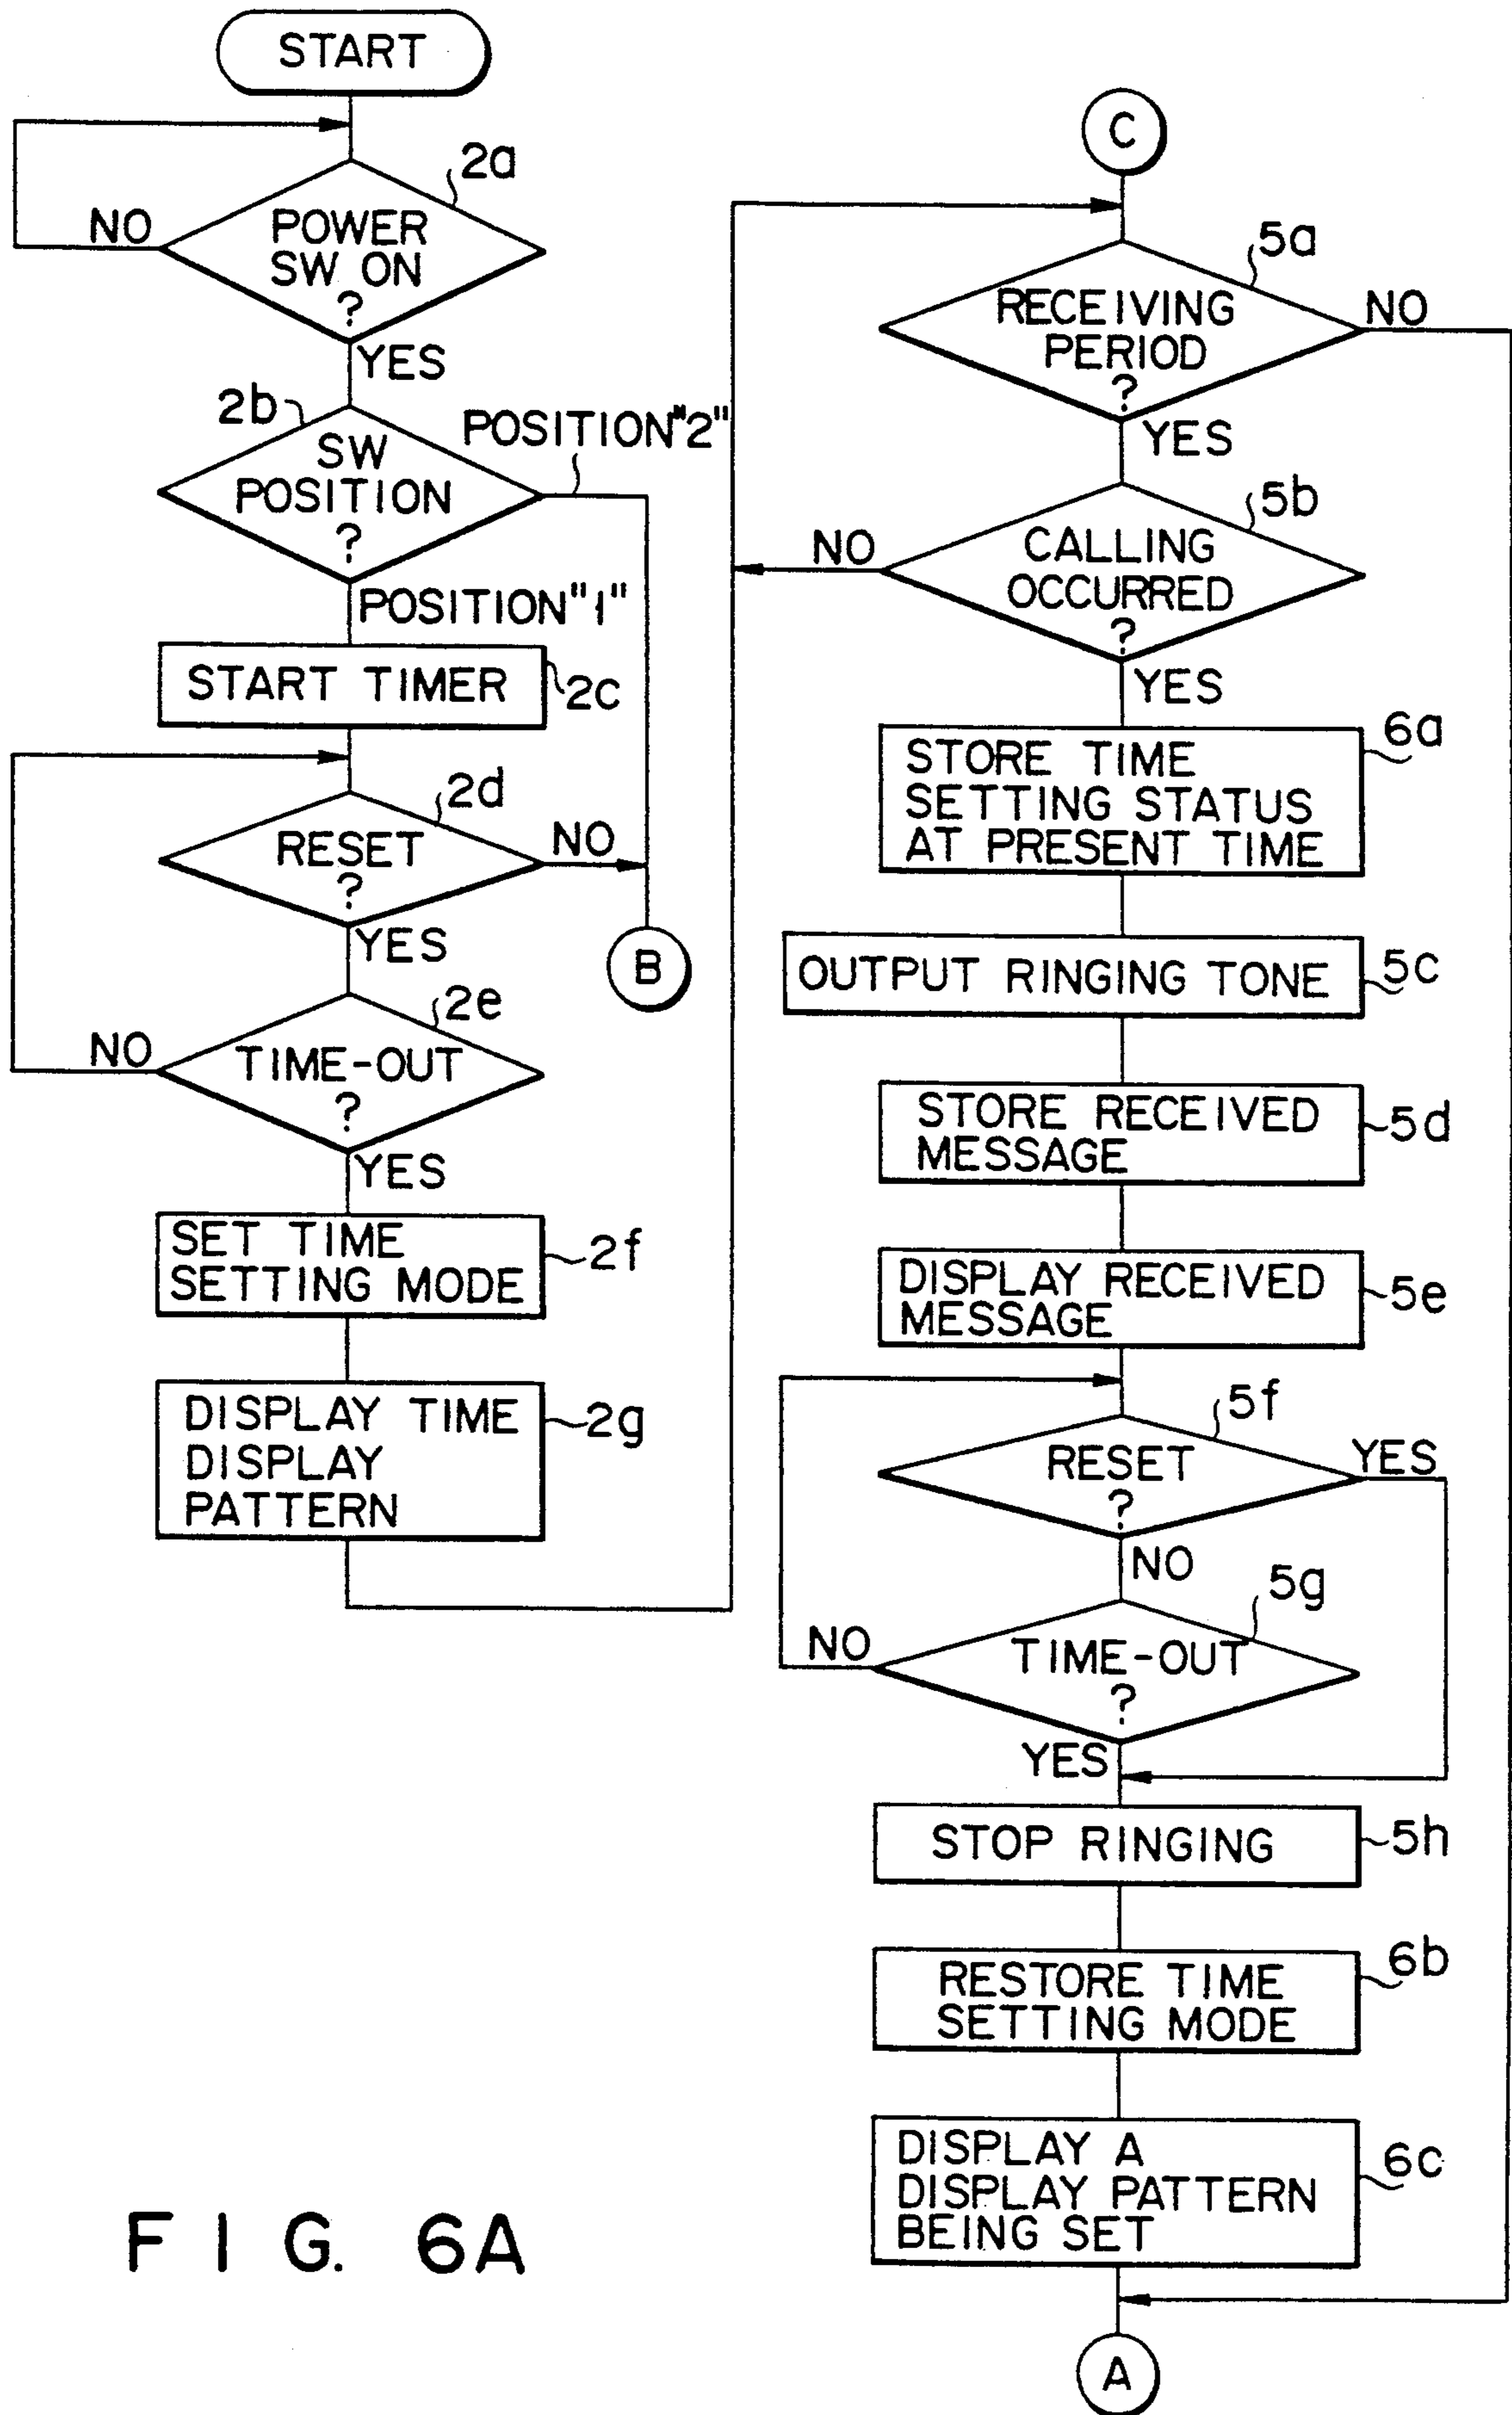 START
2a
NO
POWER
SW ON
?
YES
2b
SW
POSITION
?
POSITION"2"
POSITION"1"
START TIMER
2c
2d
RESET
?
NO
YES
B
2e
NO
TIME-OUT
?
YES
SET TIME
SETTING MODE
2f
DISPLAY TIME
DISPLAY
PATTERN
2g
C
5a
RECEIVING
PERIOD
?
NO
YES
5b
NO
CALLING
OCCURRED
?
YES
6a
STORE TIME
SETTING STATUS
AT PRESENT TIME
OUTPUT RINGING TONE
5c
STORE RECEIVED
MESSAGE
5d
DISPLAY RECEIVED
MESSAGE
5e
5f
RESET
?
YES
NO
5g
NO
TIME-OUT
?
YES
STOP RINGING
5h
RESTORE TIME
SETTING MODE
6b
DISPLAY A
DISPLAY PATTERN
BEING SET
6c
A
FIG. 6A